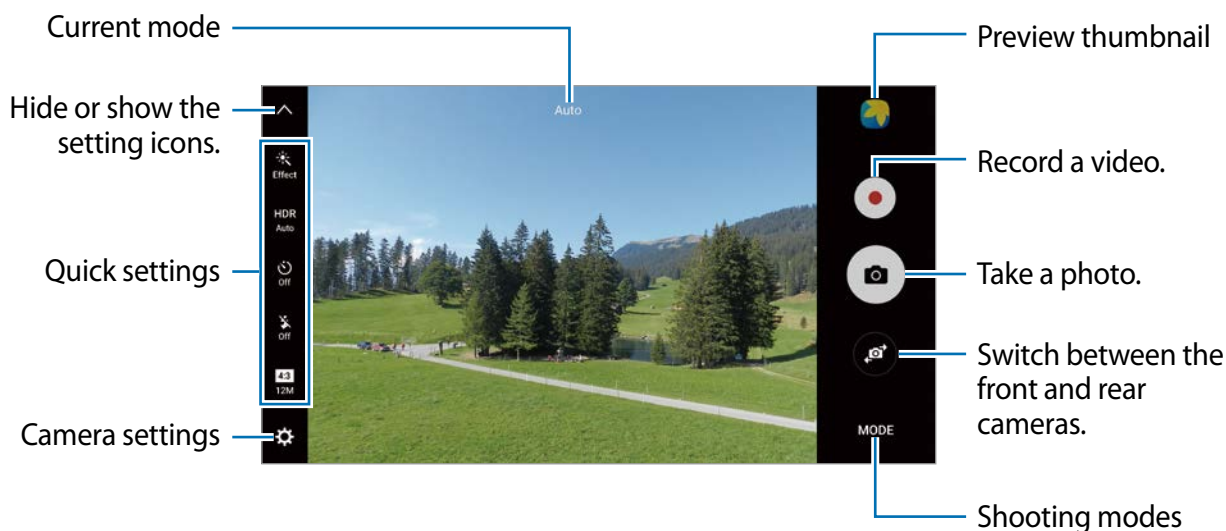 Current mode
Preview thumbnail
Hide or show the
setting icons.
Auto
Effect
Record a video.
HDR
Auto
Quick settings
Off
Take a photo.
Off
4:3
12M
Switch between the
front and rear
cameras.
Camera settings
MODE
Shooting modes